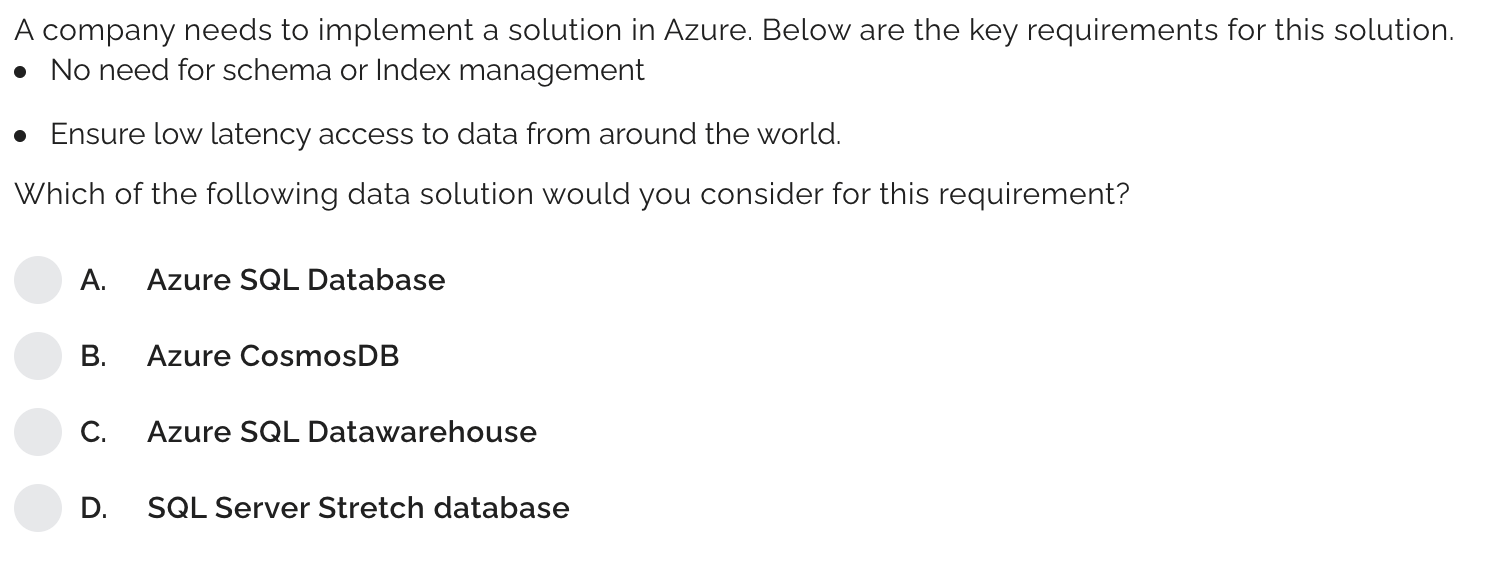 A company needs to implement a solution in Azure. Below are the key requirements for this solution.
• No need for schema or Index management
• Ensure low latency access to data from around the world.
Which of the following data solution would you consider for this requirement?
A. Azure SQL Database
B. Azure CosmosDB
C. Azure SQL Datawarehouse
D. SQL Server Stretch database